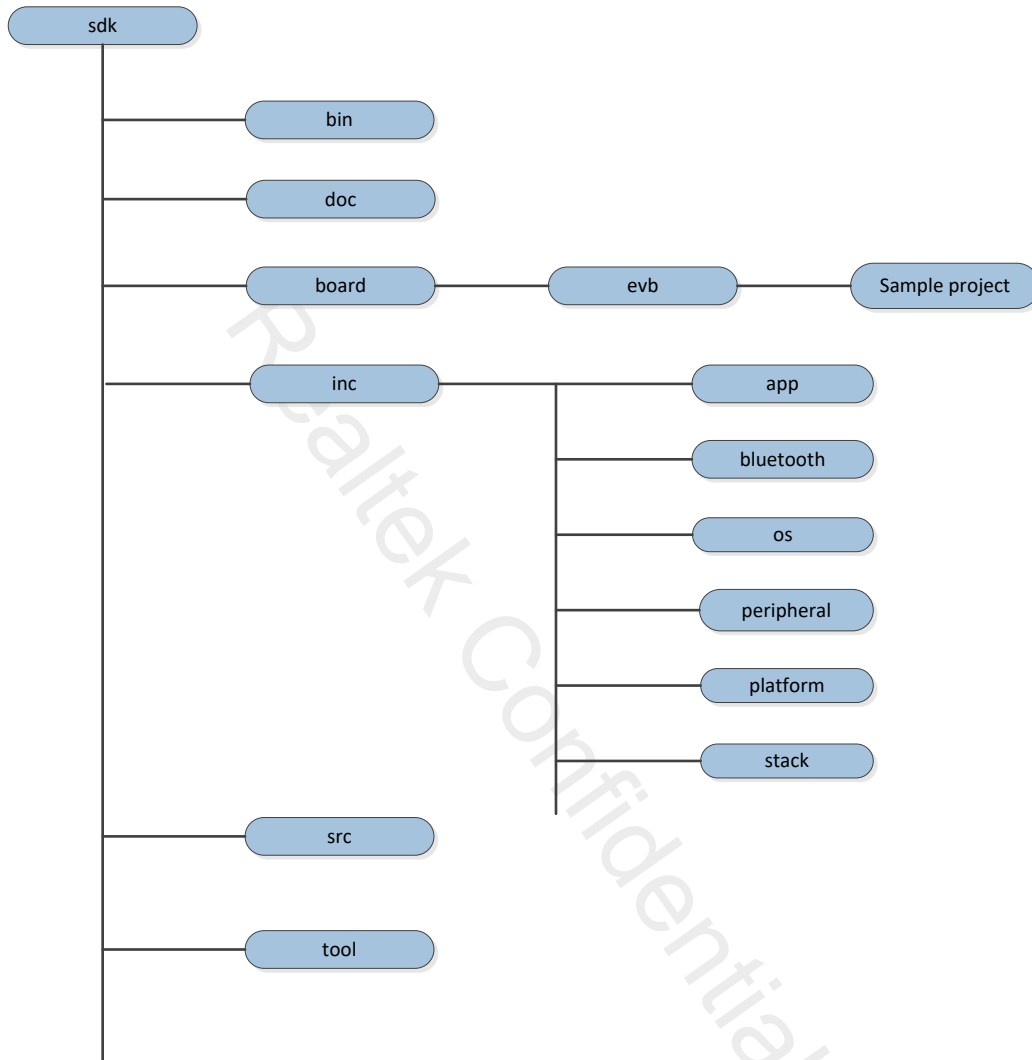 sdk
bin
doc
board
evb
Sample project
inc
app
bluetooth
os
peripheral
platform
stack
src
tool
Realtek Confidential